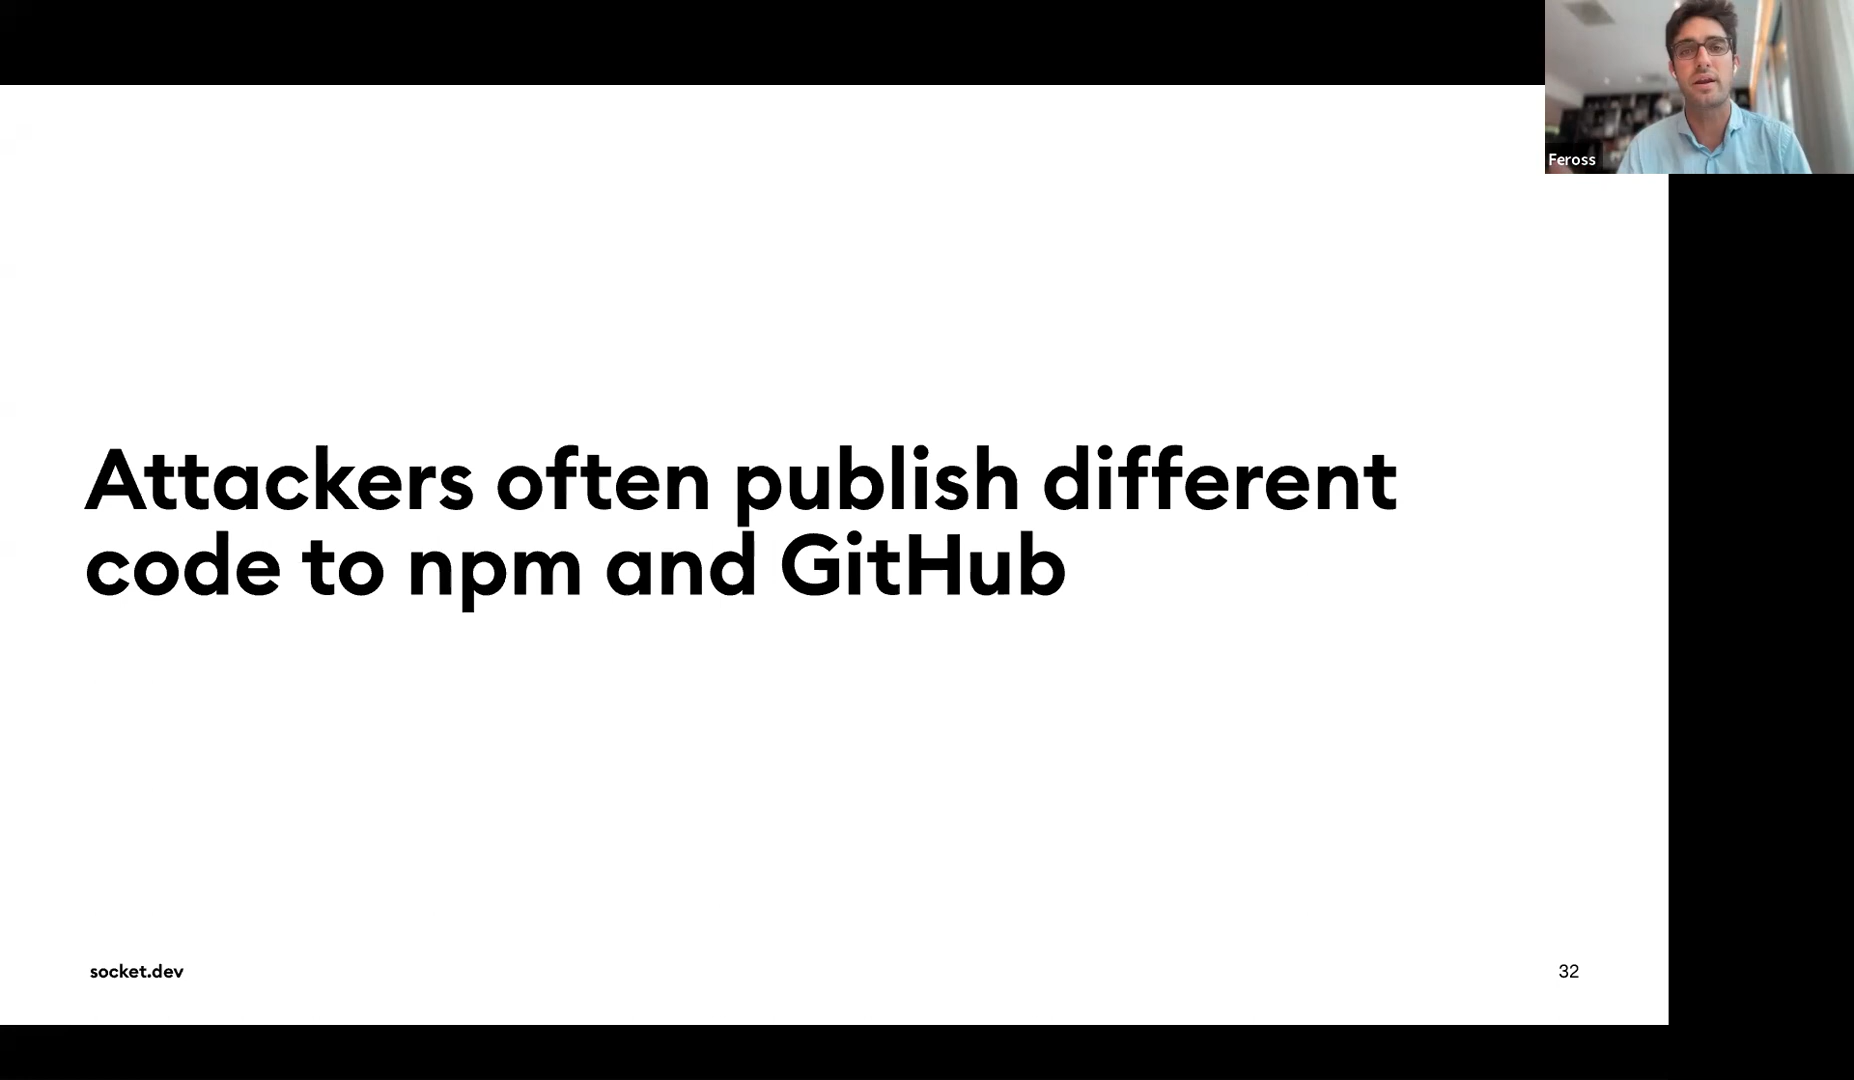 Feross
Attackers often publish different
code to npm and GitHub
socket.dev
32